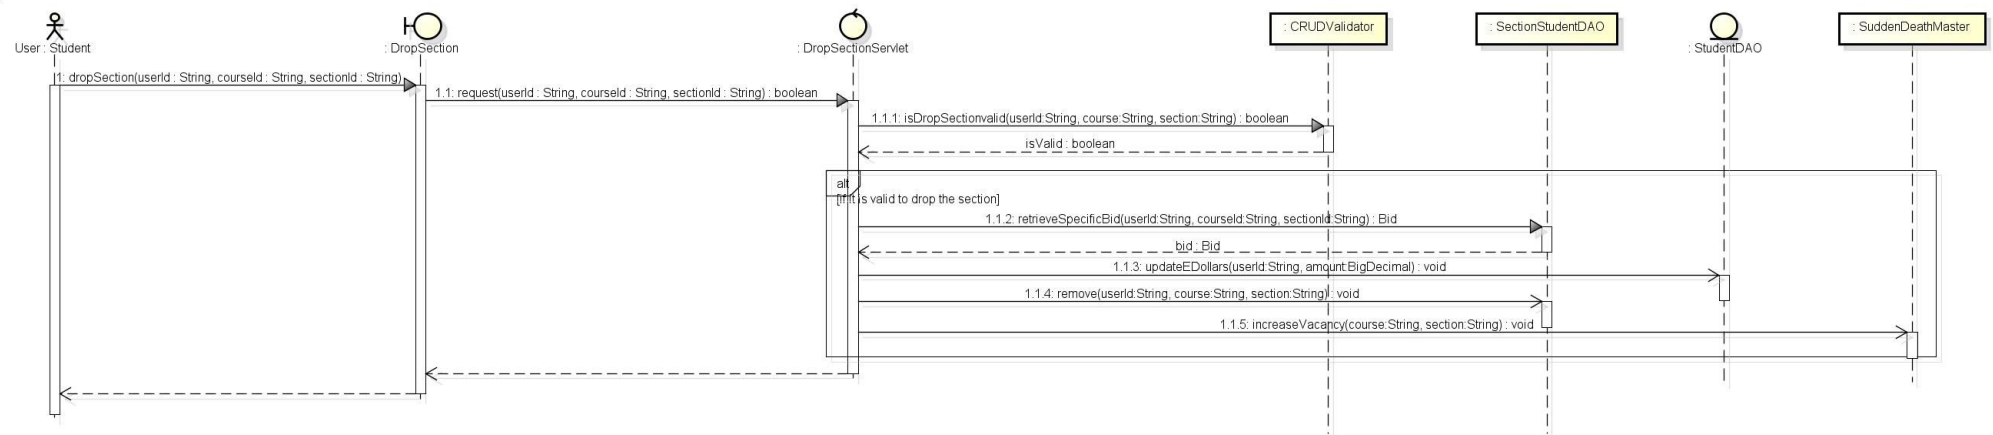 User : Student
: DropSection
: DropSectionServlet
: CRUDValidator
: SectionStudentDAO
: StudentDAO
: SuddenDeathMaster
1: dropSection(userId : String, courseId : String, sectionId : String)
1.1: request(userId : String, courseId : String, sectionId : String) : boolean
1.1.1: isDropSectionvalid(userId:String, course:String, section:String) : boolean
isValid : boolean
alt
[if it is valid to drop the section]
1.1.2: retrieveSpecificBid(userId:String, courseId:String, sectionId:String) : Bid
bid : Bid
1.1.3: updateEDollars(userId:String, amount:BigDecimal) : void
1.1.4: remove(userId:String, course:String, section:String) : void
1.1.5: increaseVacancy(course:String, section:String) : void